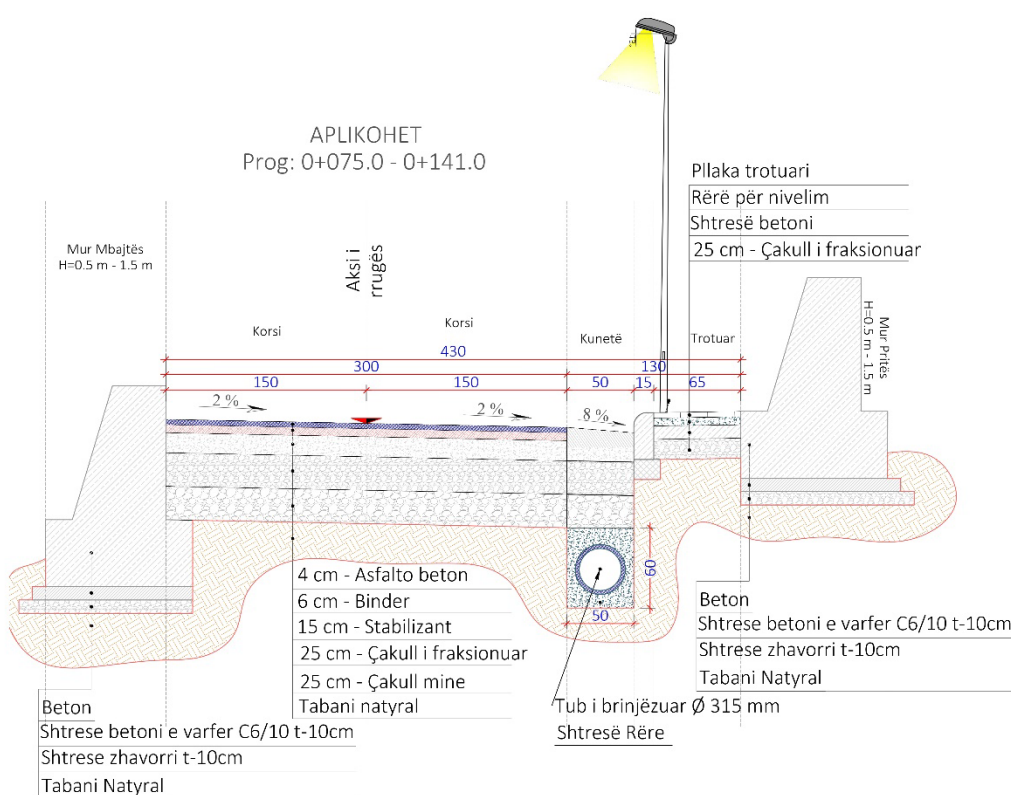 APLIKOHET
Prog: 0+075.0 - 0+141.0
Pllaka trotuari
Rërë për nivelim
Shtresë betoni
25 cm - Çakull i fraksionuar
Mur Mbajtës
H=0.5 m - 1.5 m
Aksi i
rrugës
Korsi
Korsi
Kunetë
Trotuar
Mur Pritës
H=0.5 m - 1.5 m
430
300
130
150
150
50
15
65
2 %
2 %
8 %
60
50
4 cm - Asfalto beton
6 cm - Binder
15 cm - Stabilizant
25 cm - Çakull i fraksionuar
25 cm - Çakull mine
Tabani natyral
Beton
Shtrese betoni e varfer C6/10 t-10cm
Shtrese zhavorri t-10cm
Tabani Natyral
Tub i brinjëzuar Ø 315 mm
Shtresë Rëre
Beton
Shtrese betoni e varfer C6/10 t-10cm
Shtrese zhavorri t-10cm
Tabani Natyral